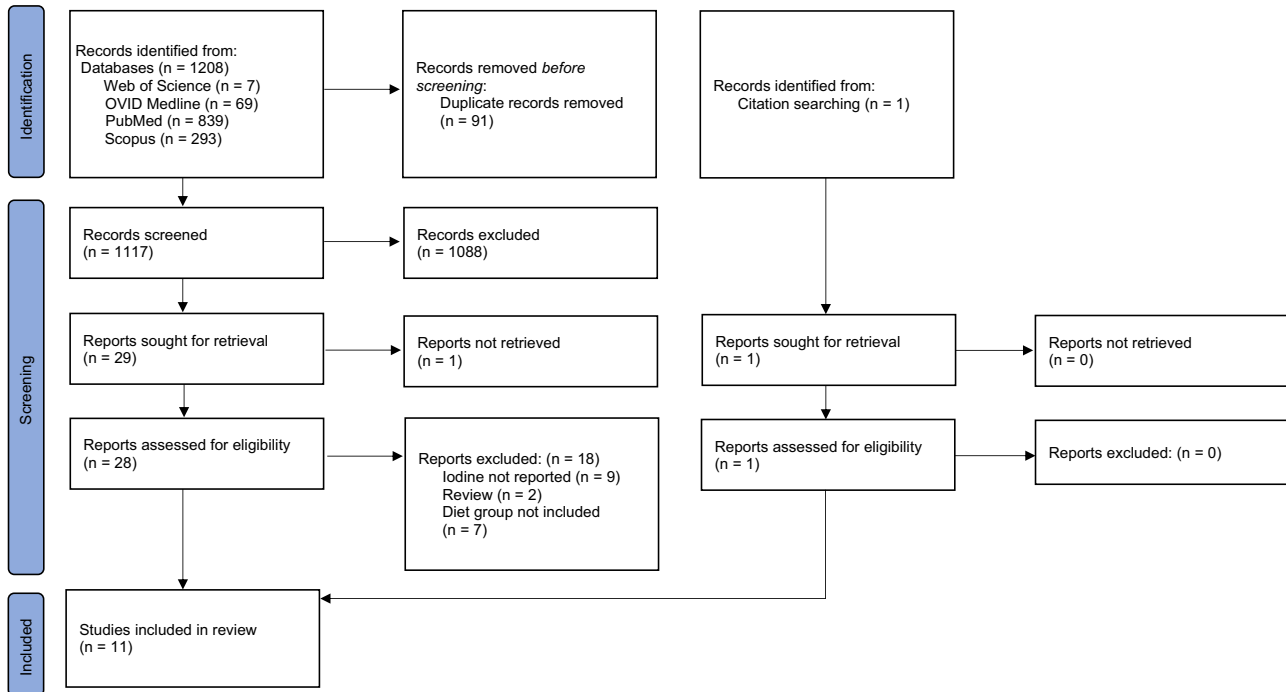 Identification
Records identified from:
Databases (n = 1208)
Web of Science (n = 7)
OVID Medline (n = 69)
PubMed (n = 839)
Scopus (n = 293)
Records removed before
screening:
Duplicate records removed
(n = 91)
Records identified from:
Citation searching (n = 1)
Screening
Records screened
(n = 1117)
Records excluded
(n = 1088)
Reports sought for retrieval
(n = 29)
Reports not retrieved
(n = 1)
Reports sought for retrieval
(n = 1)
Reports not retrieved
(n = 0)
Reports assessed for eligibility
(n = 28)
Reports excluded: (n = 18)
Iodine not reported (n = 9)
Review (n = 2)
Diet group not included
(n = 7)
Reports assessed for eligibility
(n = 1)
Reports excluded: (n = 0)
Included
Studies included in review
(n = 11)